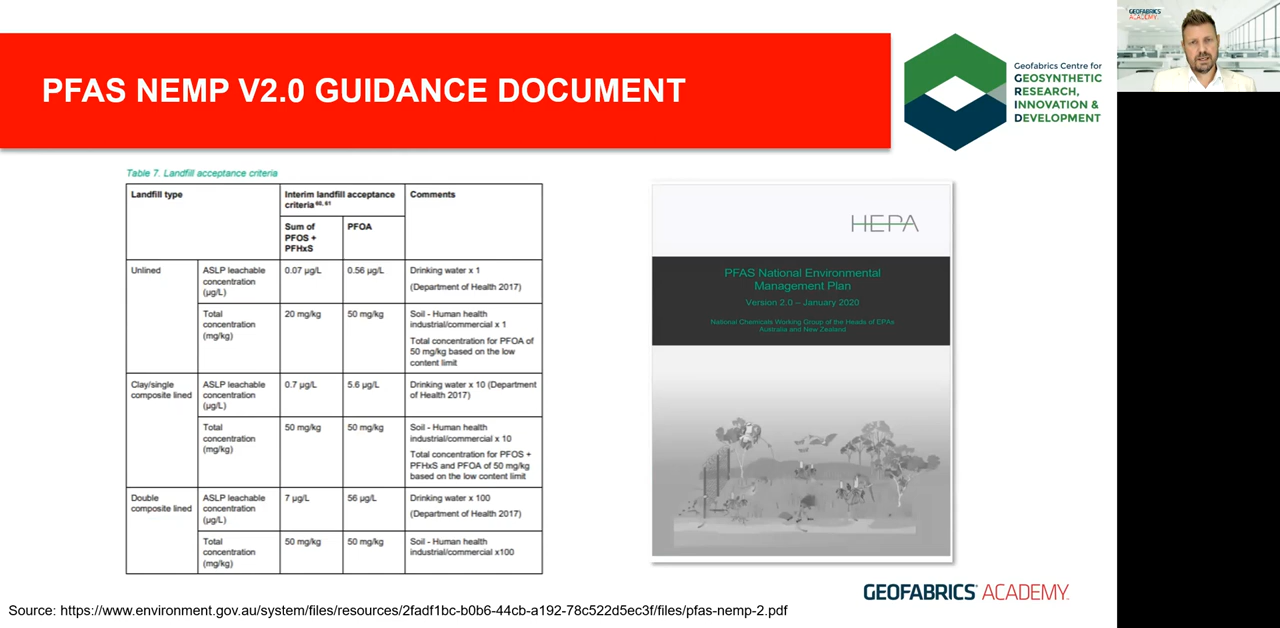 PFAS NEMP V2.0 GUIDANCE DOCUMENT
Geofabrics Centre for
GEOSYNTHETIC
RESEARCH,
INNOVATION &
DEVELOPMENT
GEOFABRICS
ACADEMY
Table 7. Landfill acceptance criteria
Landfill type
Interim landfill acceptance
criteria 60, 61
Comments
Sum of
PFOS +
PFHxS
PFOA
Unlined
ASLP leachable
concentration
(µg/L)
0.07 µg/L
0.56 µg/L
Drinking water x 1
(Department of Health 2017)
Total
concentration
(mg/kg)
20 mg/kg
50 mg/kg
Soil - Human health
industrial/commercial x 1
Total concentration for PFOA of
50 mg/kg based on the low
content limit
Clay/single
composite lined
ASLP leachable
concentration
(µg/L)
0.7 µg/L
5.6 µg/L
Drinking water x 10 (Department
of Health 2017)
Total
concentration
(mg/kg)
50 mg/kg
50 mg/kg
Soil - Human health
industrial/commercial x 10
Total concentration for PFOS +
PFHxS and PFOA of 50 mg/kg
based on the low content limit
Double
composite lined
ASLP leachable
concentration
(µg/L)
7 µg/L
56 µg/L
Drinking water x 100
(Department of Health 2017)
Total
concentration
(mg/kg)
50 mg/kg
50 mg/kg
Soil - Human health
industrial/commercial x100
HEPA
PFAS National Environmental
Management Plan
Version 2.0 – January 2020
National Chemicals Working Group of the Heads of EPAs
Australia and New Zealand
GEOFABRICS ACADEMY
Source: https://www.environment.gov.au/system/files/resources/2fadf1bc-b0b6-44cb-a192-78c522d5ec3f/files/pfas-nemp-2.pdf